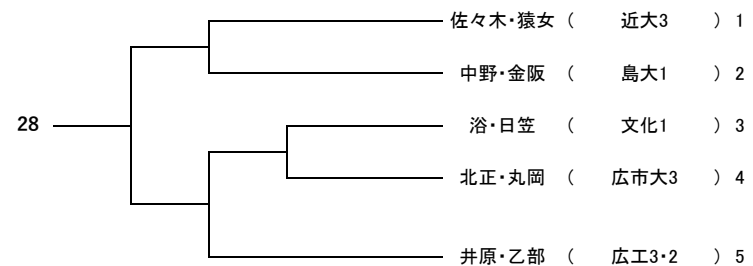 佐々木・猿女 ( 近大3 ) 1
中野・金阪 ( 島大1 ) 2
28
浴・日笠 ( 文化1 ) 3
北正・丸岡 ( 広市大3 ) 4
井原・乙部 ( 広工3・2 ) 5